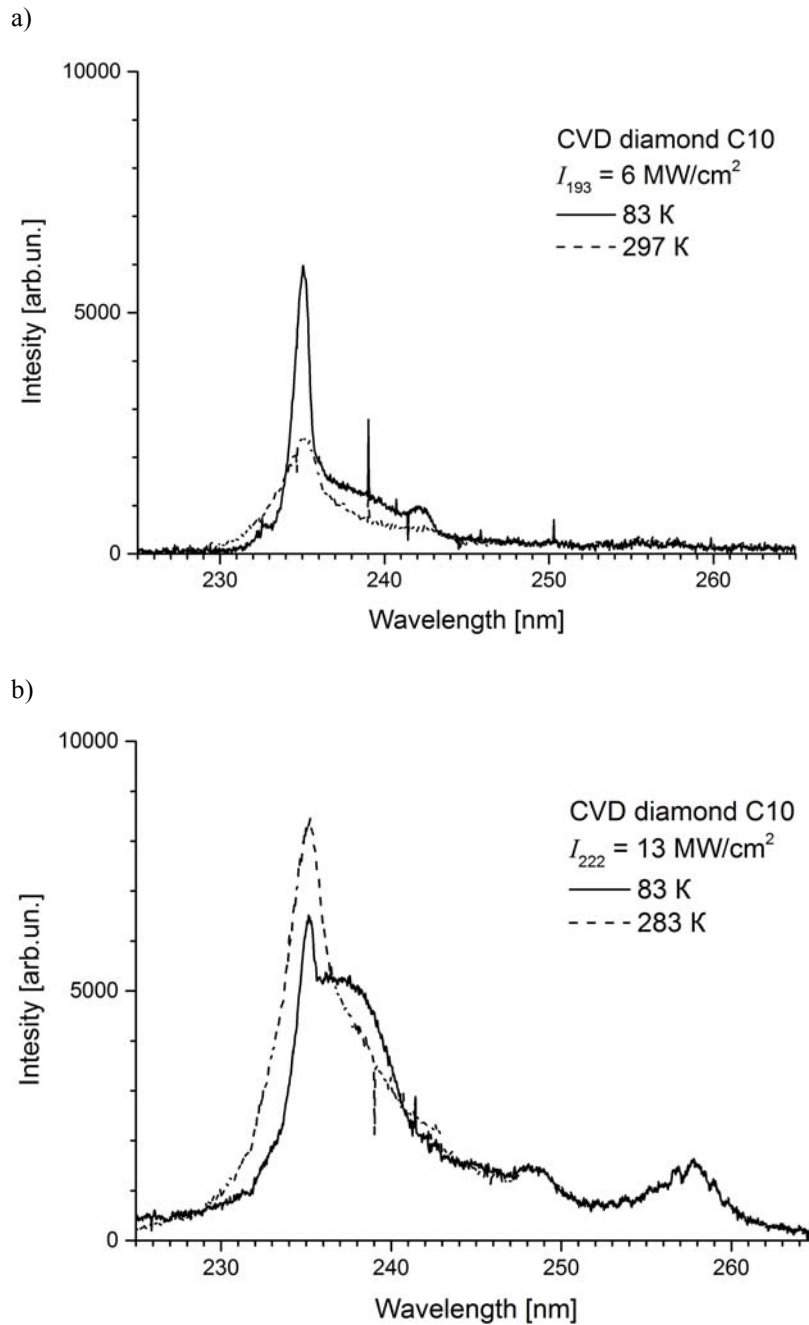 a)
10000
5000
0
Intesity [arb.un.]
CVD diamond C10
I₁₉₃ = 6 MW/cm²
83 K
297 K
230 240 250 260
Wavelength [nm]
b)
10000
5000
0
Intesity [arb.un.]
CVD diamond C10
I₂₂₂ = 13 MW/cm²
83 K
283 K
230 240 250 260
Wavelength [nm]